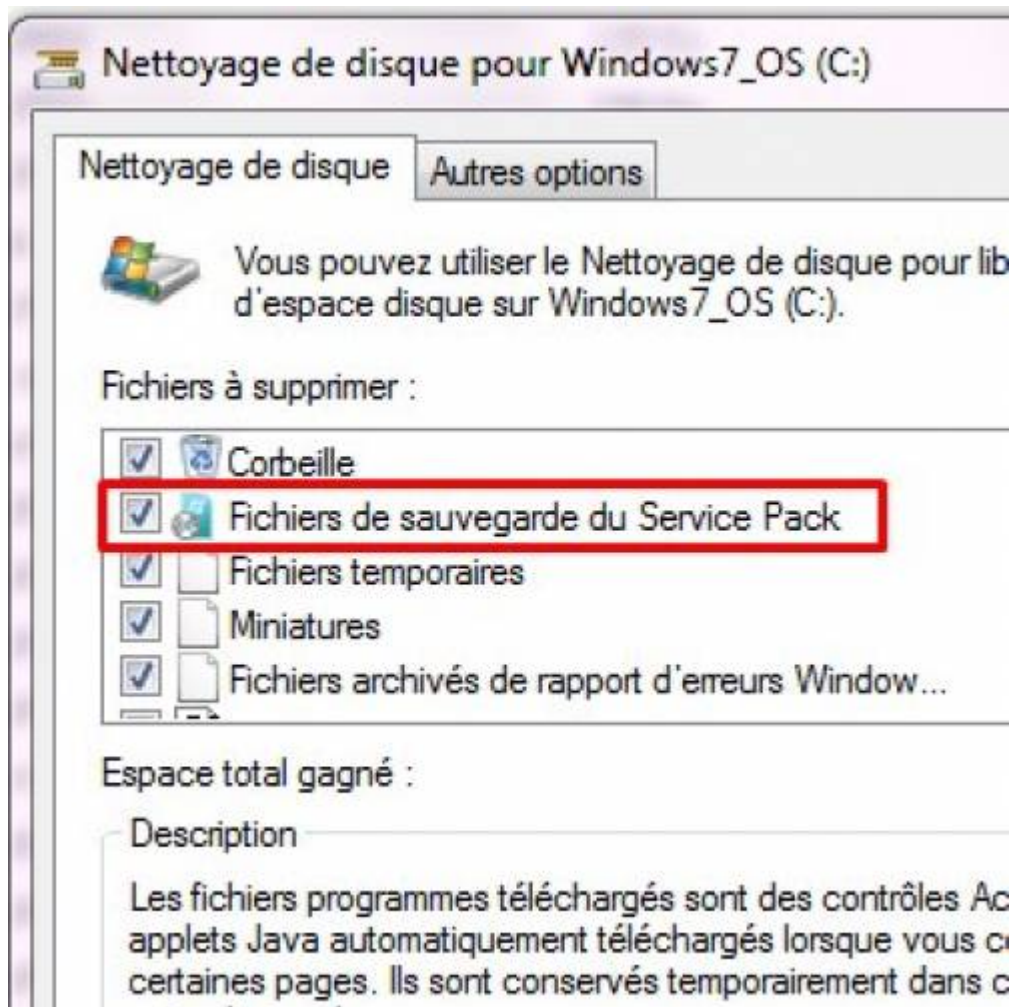 Nettoyage de disque pour Windows7_OS (C:)
Nettoyage de disque
Autres options
Vous pouvez utiliser le Nettoyage de disque pour lib
d'espace disque sur Windows7_OS (C:).
Fichiers à supprimer :
Corbeille
Fichiers de sauvegarde du Service Pack
Fichiers temporaires
Miniatures
Fichiers archivés de rapport d'erreurs Window...
Espace total gagné :
Description
Les fichiers programmes téléchargés sont des contrôles Ac
applets Java automatiquement téléchargés lorsque vous c
certaines pages. Ils sont conservés temporairement dans c